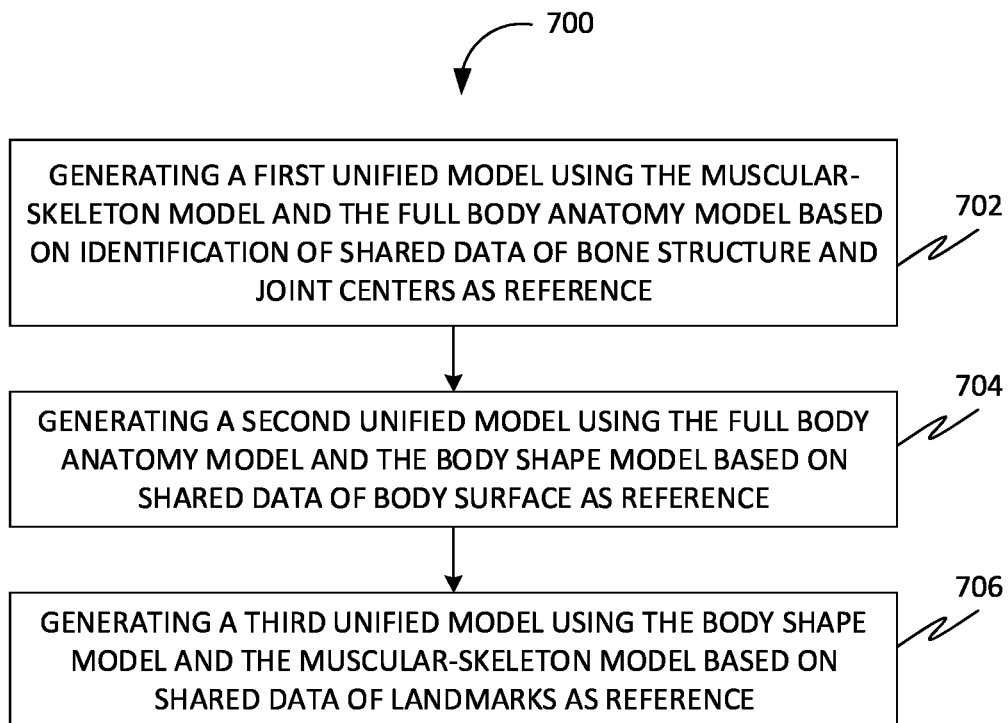 700
GENERATING A FIRST UNIFIED MODEL USING THE MUSCULAR-
SKELETON MODEL AND THE FULL BODY ANATOMY MODEL BASED
ON IDENTIFICATION OF SHARED DATA OF BONE STRUCTURE AND
JOINT CENTERS AS REFERENCE
702
GENERATING A SECOND UNIFIED MODEL USING THE FULL BODY
ANATOMY MODEL AND THE BODY SHAPE MODEL BASED ON
SHARED DATA OF BODY SURFACE AS REFERENCE
704
GENERATING A THIRD UNIFIED MODEL USING THE BODY SHAPE
MODEL AND THE MUSCULAR-SKELETON MODEL BASED ON
SHARED DATA OF LANDMARKS AS REFERENCE
706